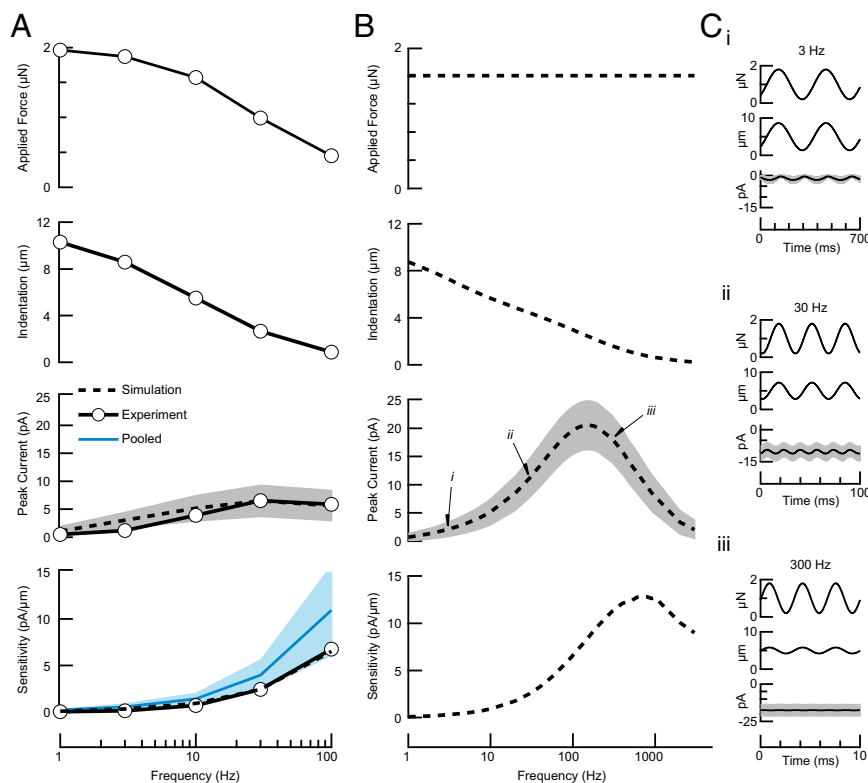 A
2
0
Applied Force (µN)
12
8
4
0
Indentation (µm)
Simulation
Experiment
Pooled
25
20
15
10
5
0
Peak Current (pA)
15
10
5
0
Sensitivity (pA/µm)
1
10
100
Frequency (Hz)
B
2
0
Applied Force (µN)
12
8
4
0
Indentation (µm)
25
20
15
10
5
0
Peak Current (pA)
i
ii
iii
15
10
5
0
Sensitivity (pA/µm)
1
10
100
1000
Frequency (Hz)
C
i
3 Hz
2
0
µN
10
0
µm
0
-15
pA
0
700
Time (ms)
ii
30 Hz
2
0
µN
10
0
µm
0
-15
pA
0
100
Time (ms)
iii
300 Hz
2
0
µN
10
0
µm
0
-25
pA
0
10
Time (ms)